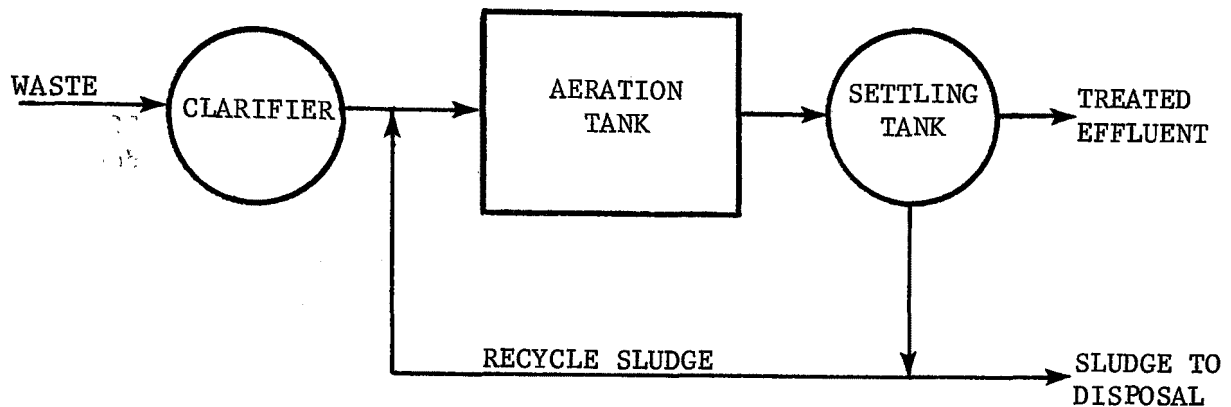 WASTE
CLARIFIER
AERATION
TANK
SETTLING
TANK
TREATED
EFFLUENT
RECYCLE SLUDGE
SLUDGE TO
DISPOSAL